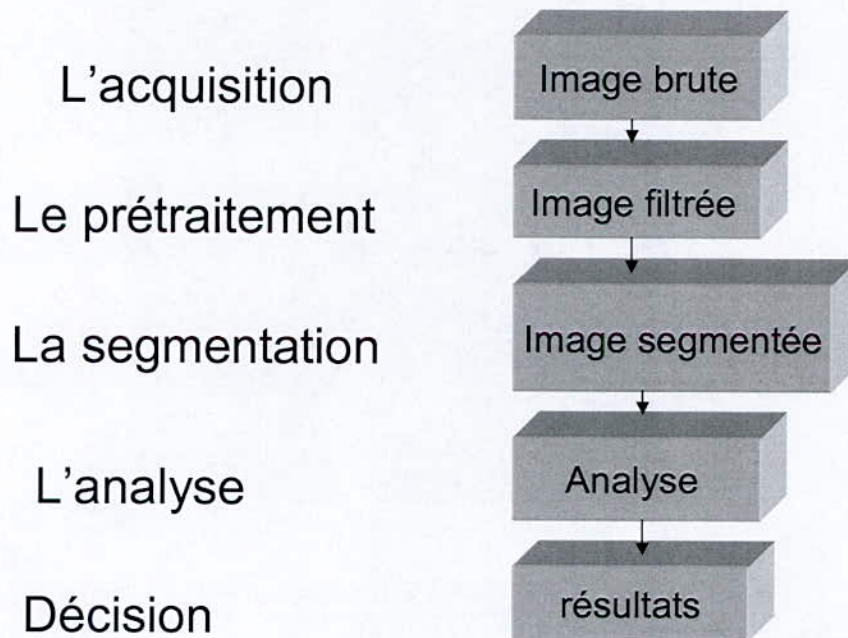 L'acquisition
Image brute
Le prétraitement
Image filtrée
La segmentation
Image segmentée
L'analyse
Analyse
Décision
résultats